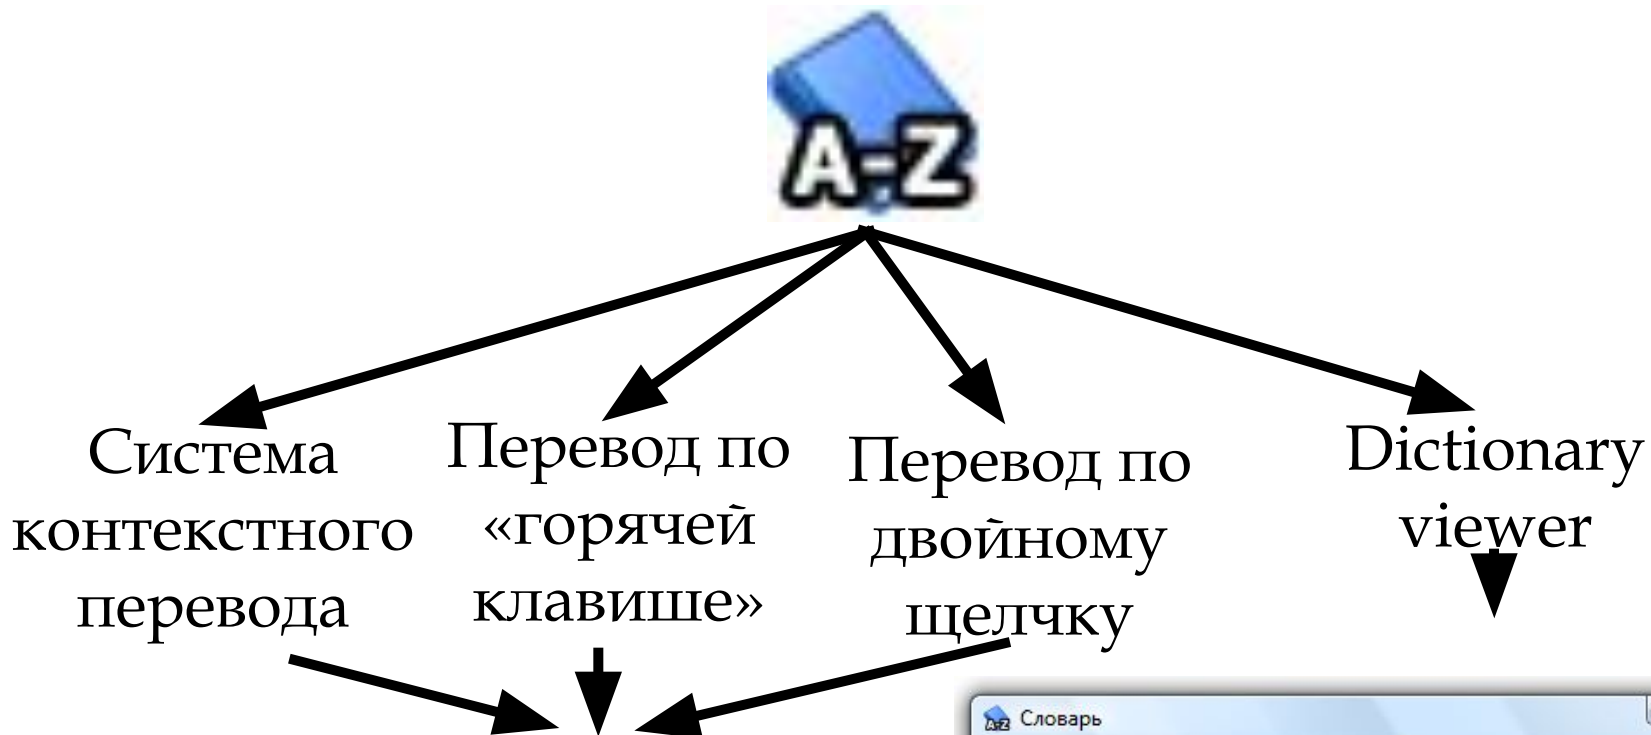 A-Z
Система
контекстного
перевода
Перевод по
«горячей
клавише»
Перевод по
двойному
щелчку
Dictionary
viewer
A-Z Словарь